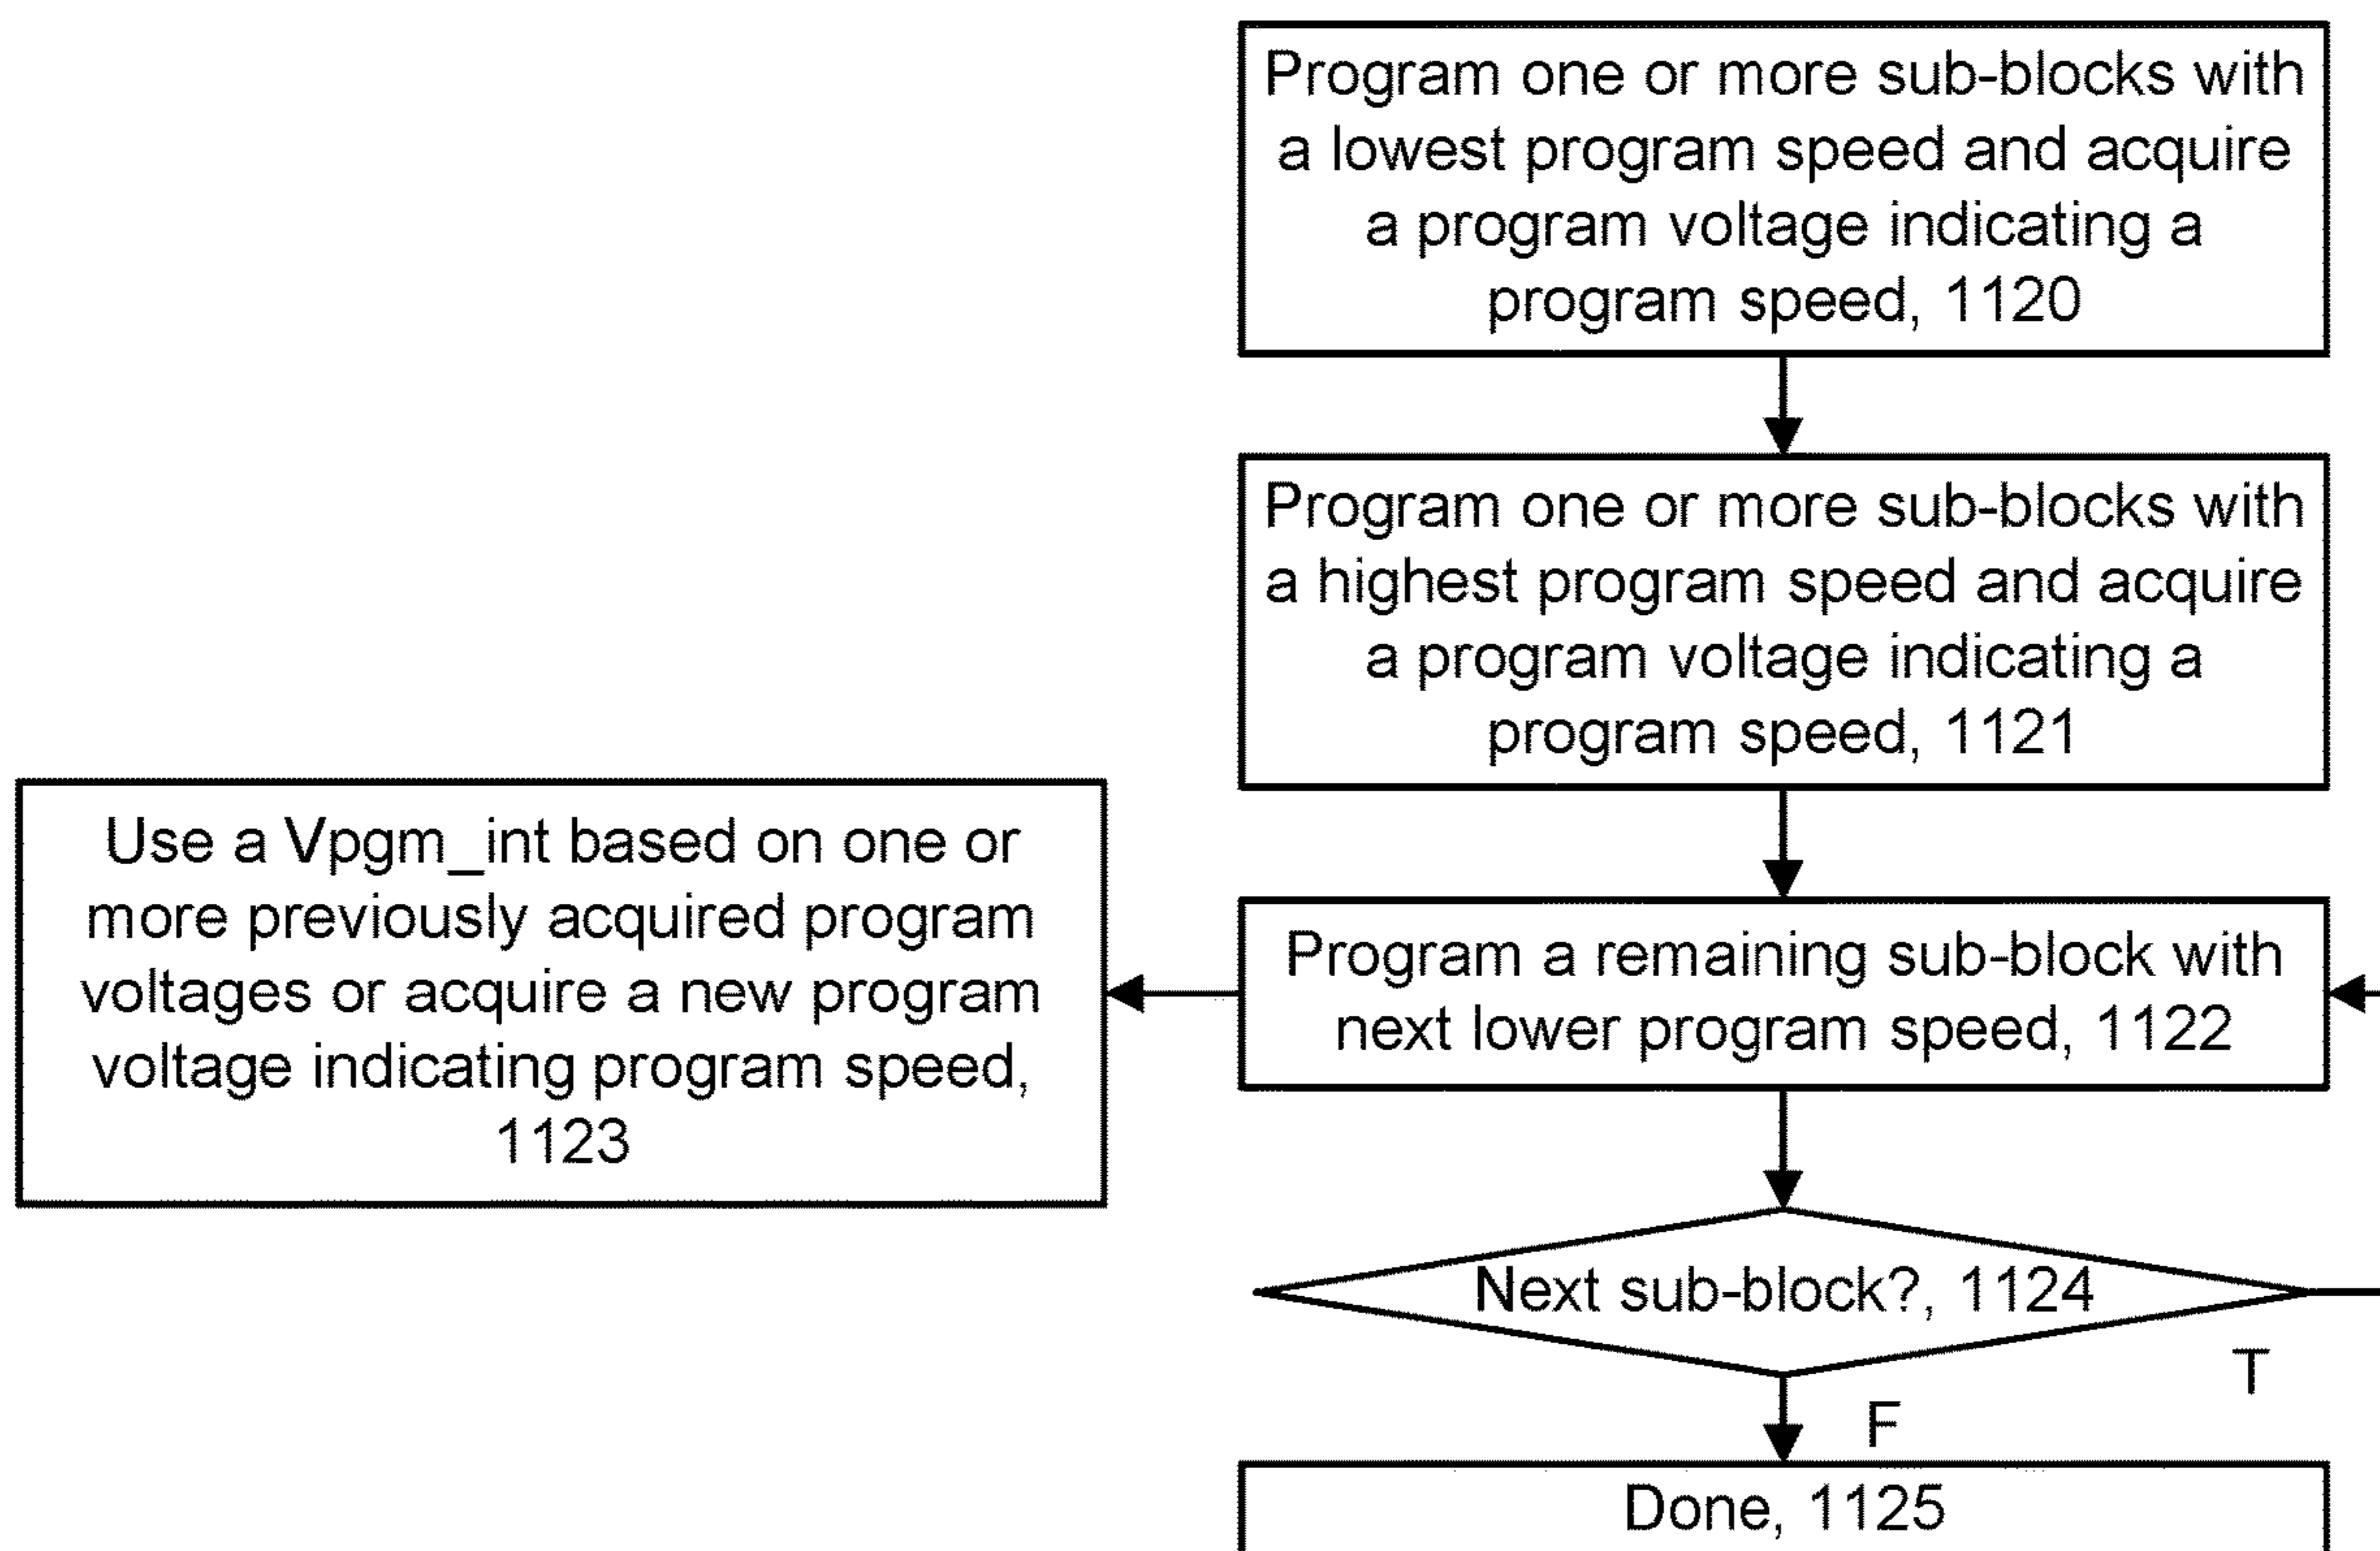 Program one or more sub-blocks with
a lowest program speed and acquire
a program voltage indicating a
program speed, 1120
Program one or more sub-blocks with
a highest program speed and acquire
a program voltage indicating a
program speed, 1121
Use a Vpgm_int based on one or
more previously acquired program
voltages or acquire a new program
voltage indicating program speed,
1123
Program a remaining sub-block with
next lower program speed, 1122
Next sub-block?, 1124
T
F
Done, 1125